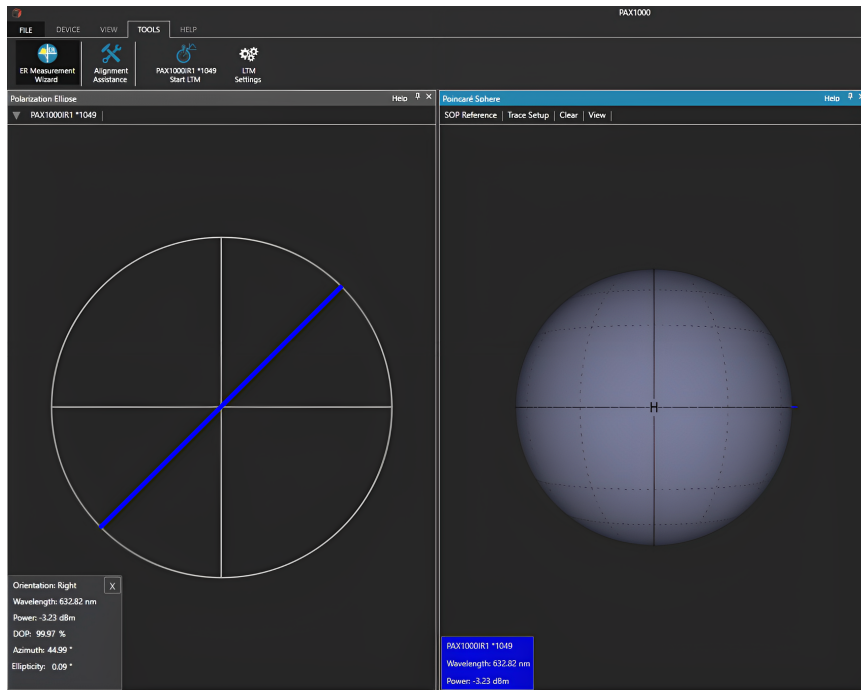 PAX1000
FILE DEVICE VIEW TOOLS HELP
ER Measurement
Wizard
Alignment
Assistance
PAX1000IR1 *1049
Start LTM
LTM
Settings
Polarization Ellipse Help
PAX1000IR1 *1049
Orientation: Right X
Wavelength: 632.82 nm
Power: -3.23 dBm
DOP: 99.97 %
Azimuth: 44.99 °
Ellipticity: 0.09 °
Poincaré Sphere Help
SOP Reference Trace Setup Clear View
H
PAX1000IR1 *1049
Wavelength: 632.82 nm
Power: -3.23 dBm